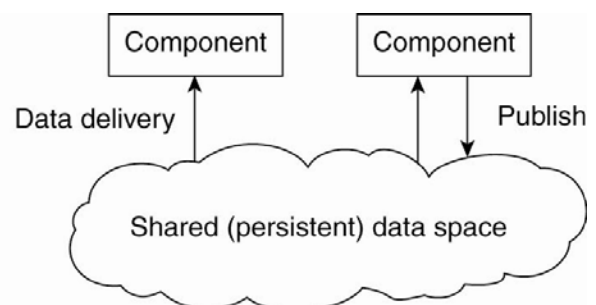 Component
Component
Data delivery
Publish
Shared (persistent) data space